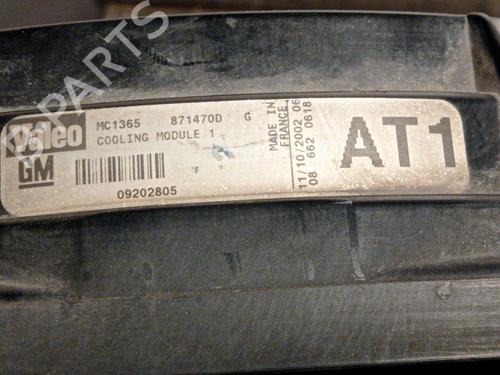 Valeo
MC1365 871470D G
COOLING MODULE 1
GM
09202805
MADE IN
FRANCE
11/10/2002 06
08 662 0618
AT1
B-PARTS